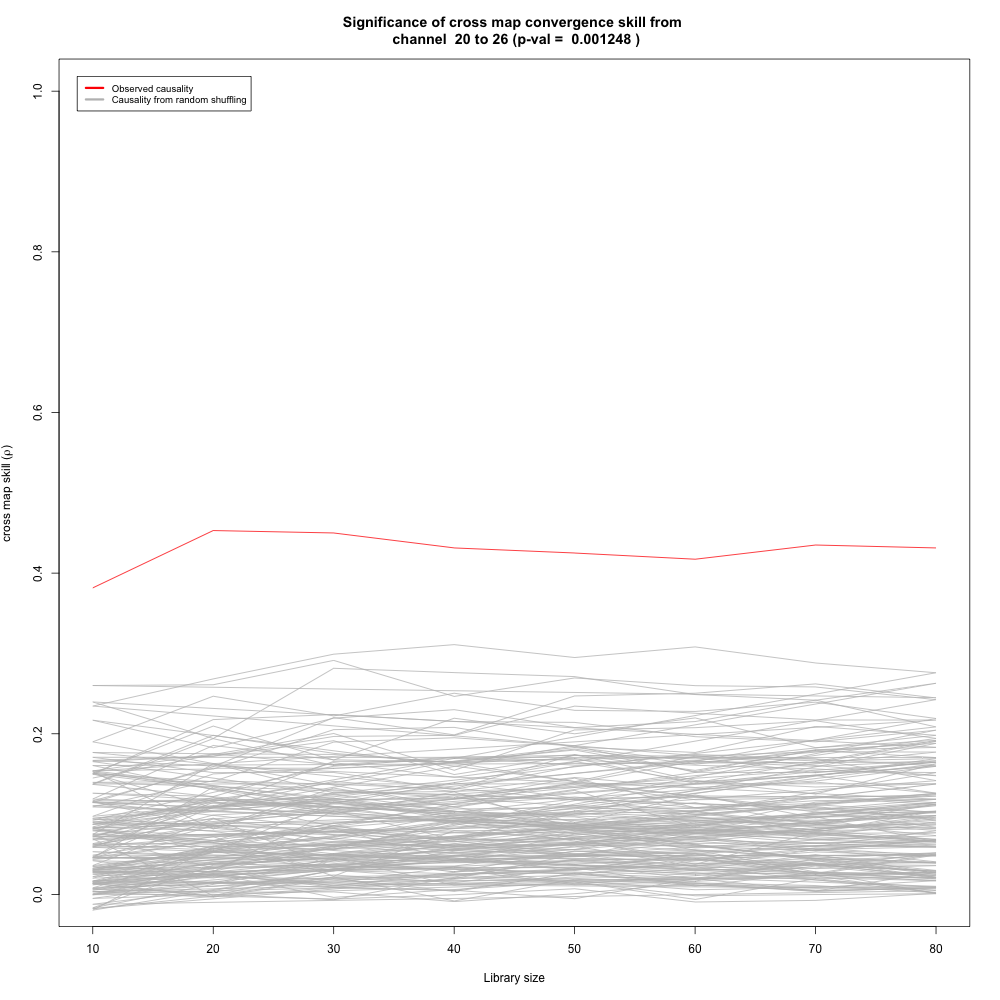 Significance of cross map convergence skill from
channel  20 to 26 (p-val =  0.001248 )
Observed causality
Causality from random shuffling
cross map skill (ρ)
1.0
0.8
0.6
0.4
0.2
0.0
10 20 30 40 50 60 70 80
Library size